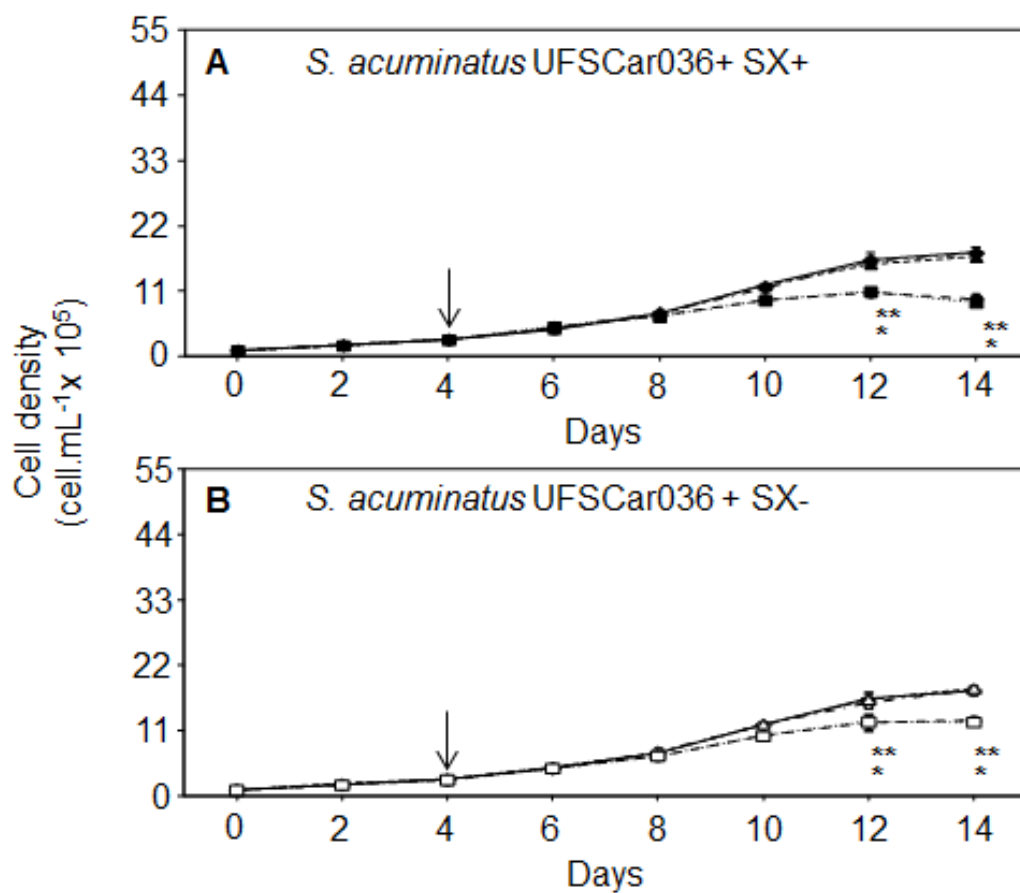 55
A S. acuminatus UFSCar036+ SX+
44
33
22
11
**
*
**
*
0
0 2 4 6 8 10 12 14
Days
Cell density
(cell.mL⁻¹x 10⁵)
55
B S. acuminatus UFSCar036 + SX-
44
33
22
11
**
*
**
*
0
0 2 4 6 8 10 12 14
Days